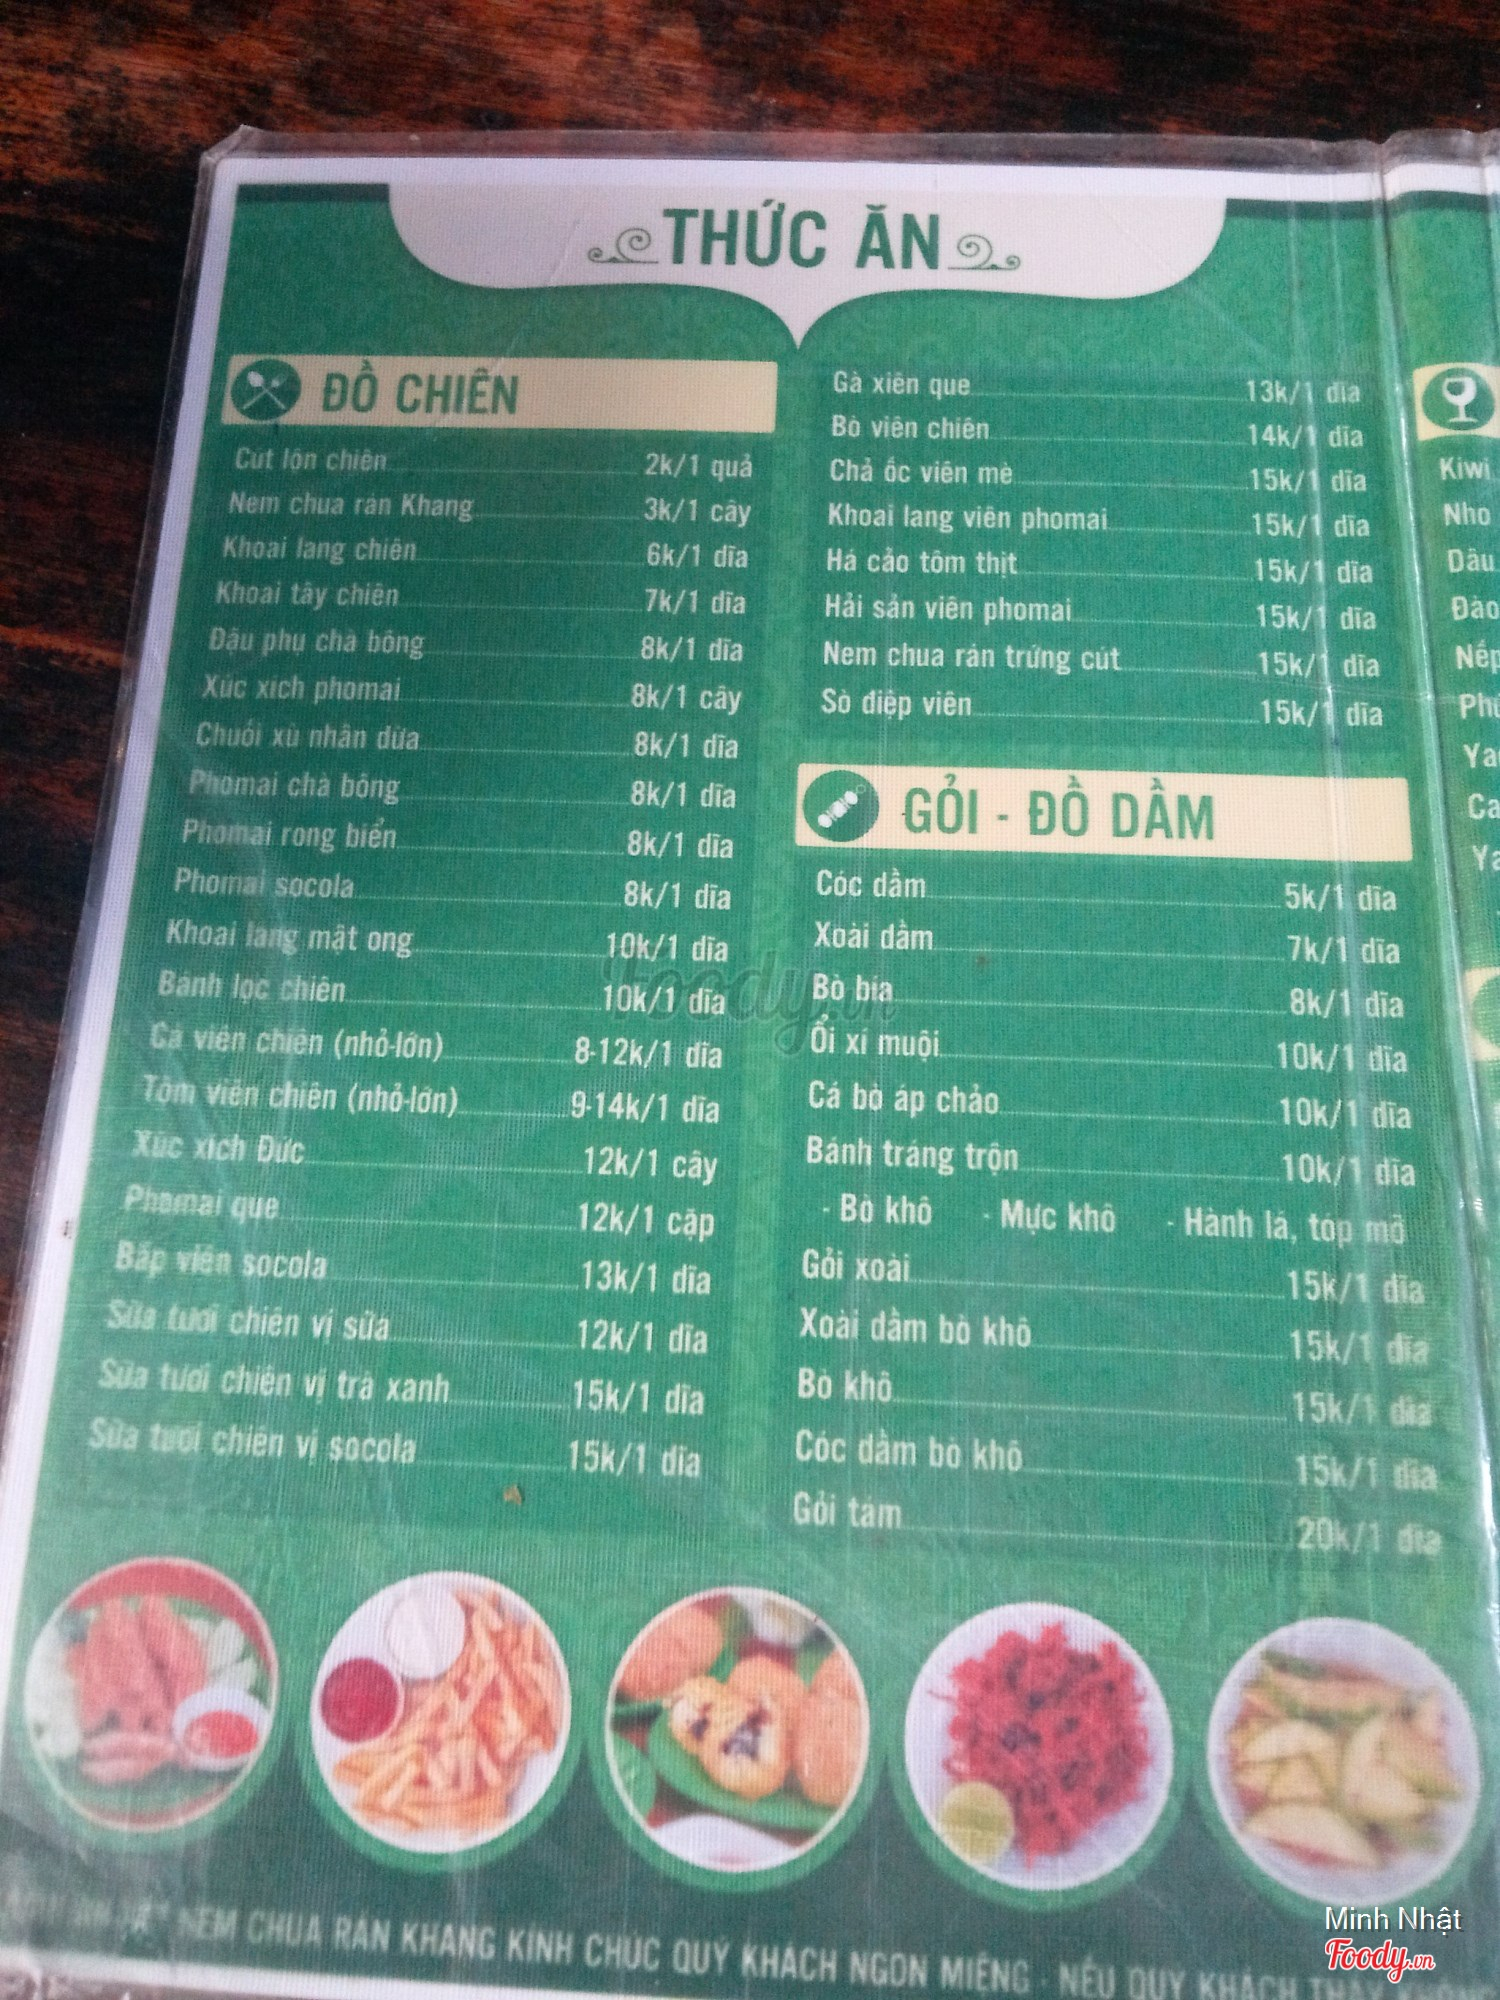 THỨC ĂN
ĐỒ CHIÊN
Cút lộn chiên 2k/1 quả
Nem chua rán Khang 3k/1 cây
Khoai lang chiên 6k/1 dĩa
Khoai tây chiên 7k/1 dĩa
Đậu phụ chà bông 8k/1 dĩa
Xúc xích phomai 8k/1 cây
Chuối xù nhân dừa 8k/1 dĩa
Phomai chà bông 8k/1 dĩa
Phomai rong biển 8k/1 dĩa
Phomai socola 8k/1 dĩa
Khoai lang mật ong 10k/1 dĩa
Bánh lọc chiên 10k/1 dĩa
Cá viên chiên (nhỏ-lớn) 8-12k/1 dĩa
Tôm viên chiên (nhỏ-lớn) 9-14k/1 dĩa
Xúc xích Đức 12k/1 cây
Phomai que 12k/1 cặp
Bắp viên socola 13k/1 dĩa
Sữa tươi chiên vị sữa 12k/1 dĩa
Sữa tươi chiên vị trà xanh 15k/1 dĩa
Sữa tươi chiên vị socola 15k/1 dĩa
Gà xiên que 13k/1 dĩa
Bò viên chiên 14k/1 dĩa
Chả ốc viên mè 15k/1 dĩa
Khoai lang viên phomai 15k/1 dĩa
Há cảo tôm thịt 15k/1 dĩa
Hải sản viên phomai 15k/1 dĩa
Nem chua rán trứng cút 15k/1 dĩa
Sò điệp viên 15k/1 dĩa
GỎI - ĐỒ DẦM
Cóc dầm 5k/1 dĩa
Xoài dầm 7k/1 dĩa
Bò bía 8k/1 dĩa
Ổi xí muội 10k/1 dĩa
Cá bò áp chảo 10k/1 dĩa
Bánh tráng trộn 10k/1 dĩa
- Bò khô - Mực khô - Hành lá, tóp mỡ
Gỏi xoài 15k/1 dĩa
Xoài dầm bò khô 15k/1 dĩa
Bò khô 15k/1 dĩa
Cóc dầm bò khô 15k/1 dĩa
Gỏi tám 20k/1 dĩa
Kiwi
Nho
Dâu
Đào
Nếp
NEM CHUA RÁN KHANG KÍNH CHÚC QUÝ KHÁCH NGON MIỆNG - NẾU QUÝ KHÁCH THẤY
Foody.vn
Minh Nhật
Foody.vn